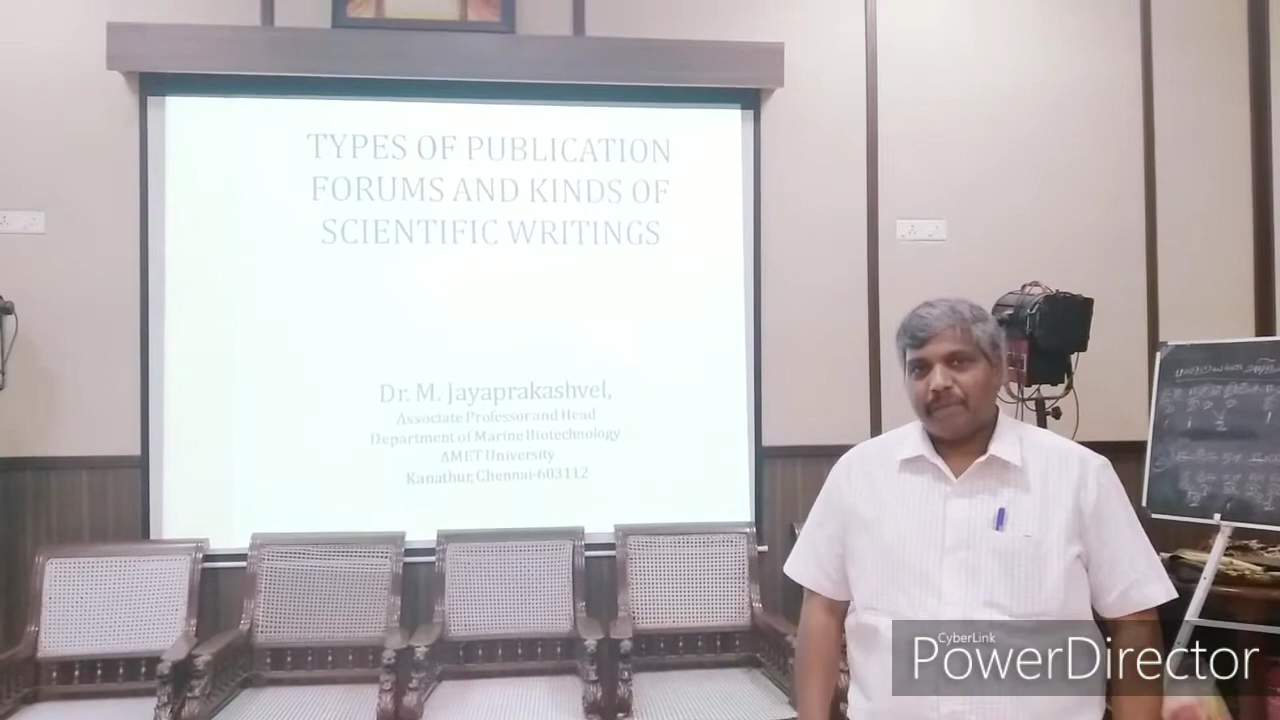 TYPES OF PUBLICATION
FORUMS AND KINDS OF
SCIENTIFIC WRITINGS
Dr. M. Jayaprakashvel,
Associate Professor and Head
Department of Marine Biotechnology
AMET University
Kanathur, Chennai-603112
CyberLink
PowerDirector